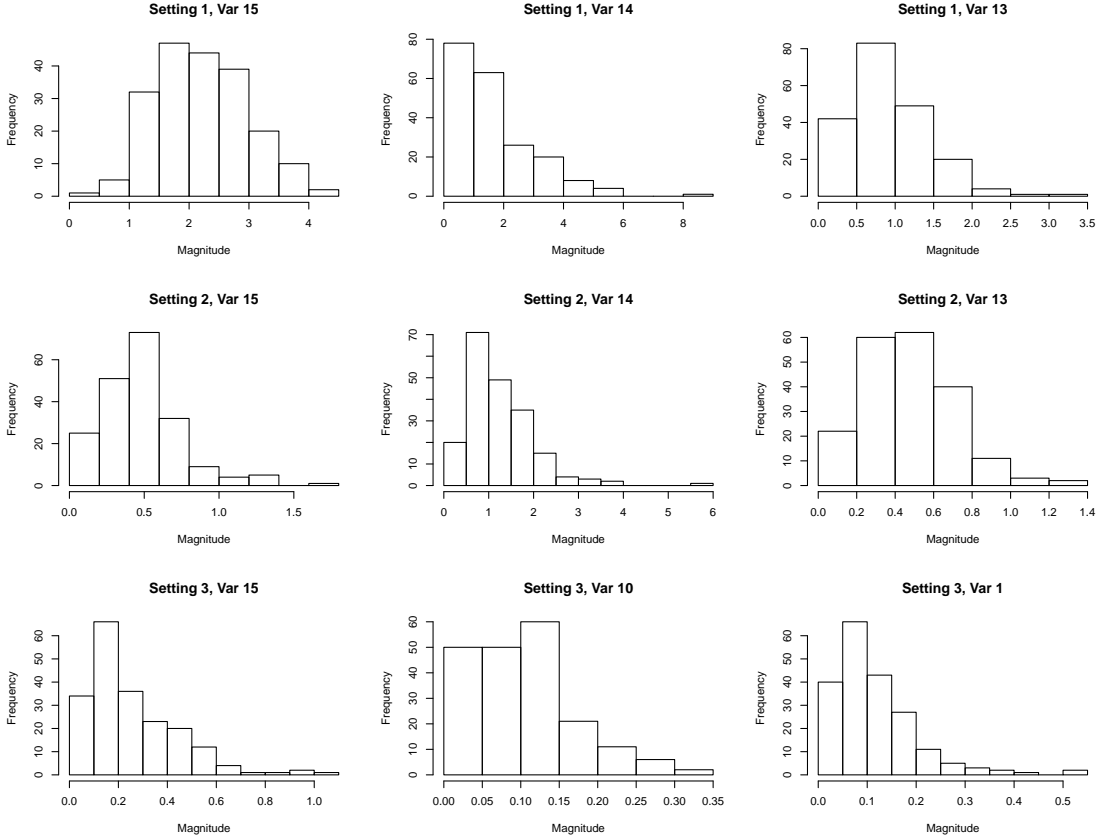 Setting 1, Var 15
Frequency
0 10 20 30 40
0 1 2 3 4
Magnitude
Setting 1, Var 14
Frequency
0 20 40 60 80
0 2 4 6 8
Magnitude
Setting 1, Var 13
Frequency
0 20 40 60 80
0.0 0.5 1.0 1.5 2.0 2.5 3.0 3.5
Magnitude
Setting 2, Var 15
Frequency
0 20 40 60
0.0 0.5 1.0 1.5
Magnitude
Setting 2, Var 14
Frequency
0 10 30 50 70
0 1 2 3 4 5 6
Magnitude
Setting 2, Var 13
Frequency
0 10 20 30 40 50 60
0.0 0.2 0.4 0.6 0.8 1.0 1.2 1.4
Magnitude
Setting 3, Var 15
Frequency
0 10 20 30 40 50 60
0.0 0.2 0.4 0.6 0.8 1.0
Magnitude
Setting 3, Var 10
Frequency
0 10 20 30 40 50 60
0.00 0.05 0.10 0.15 0.20 0.25 0.30 0.35
Magnitude
Setting 3, Var 1
Frequency
0 10 20 30 40 50 60
0.0 0.1 0.2 0.3 0.4 0.5
Magnitude